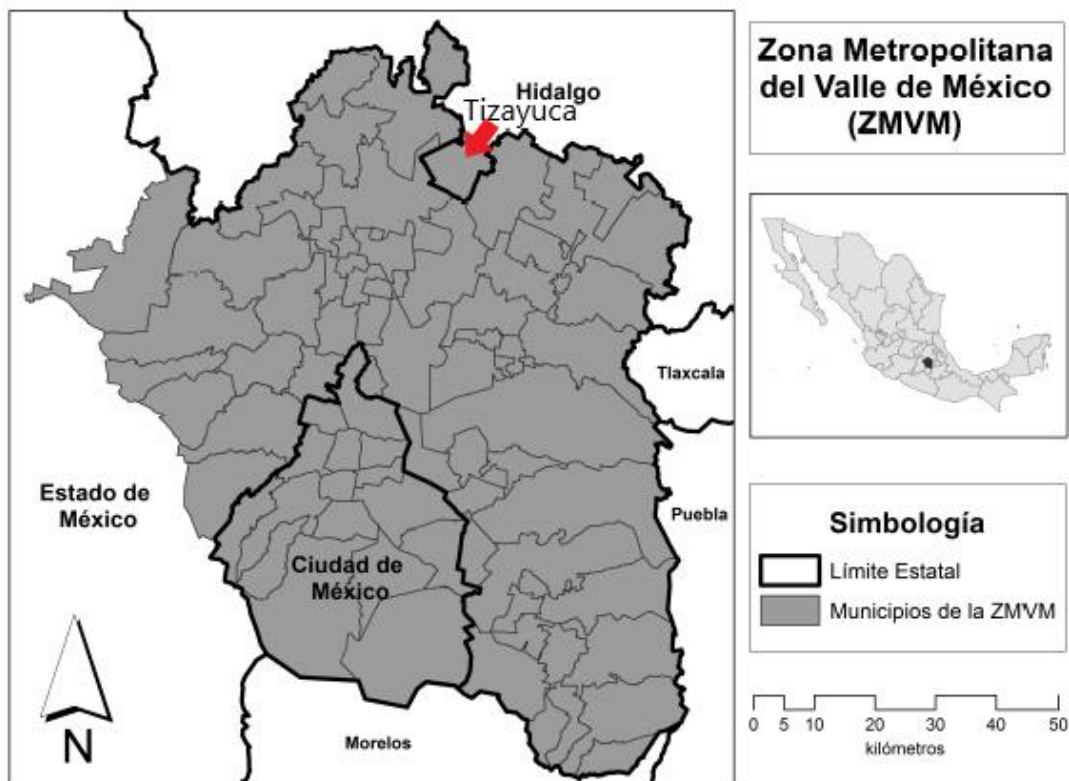 Zona Metropolitana
del Valle de México
(ZMVM)
Hidalgo
Tizayuca
Tlaxcala
Puebla
Estado de
México
Ciudad de
México
Morelos
N
Simbología
Límite Estatal
Municipios de la ZMVM
0 5 10 20 30 40 50
kilómetros